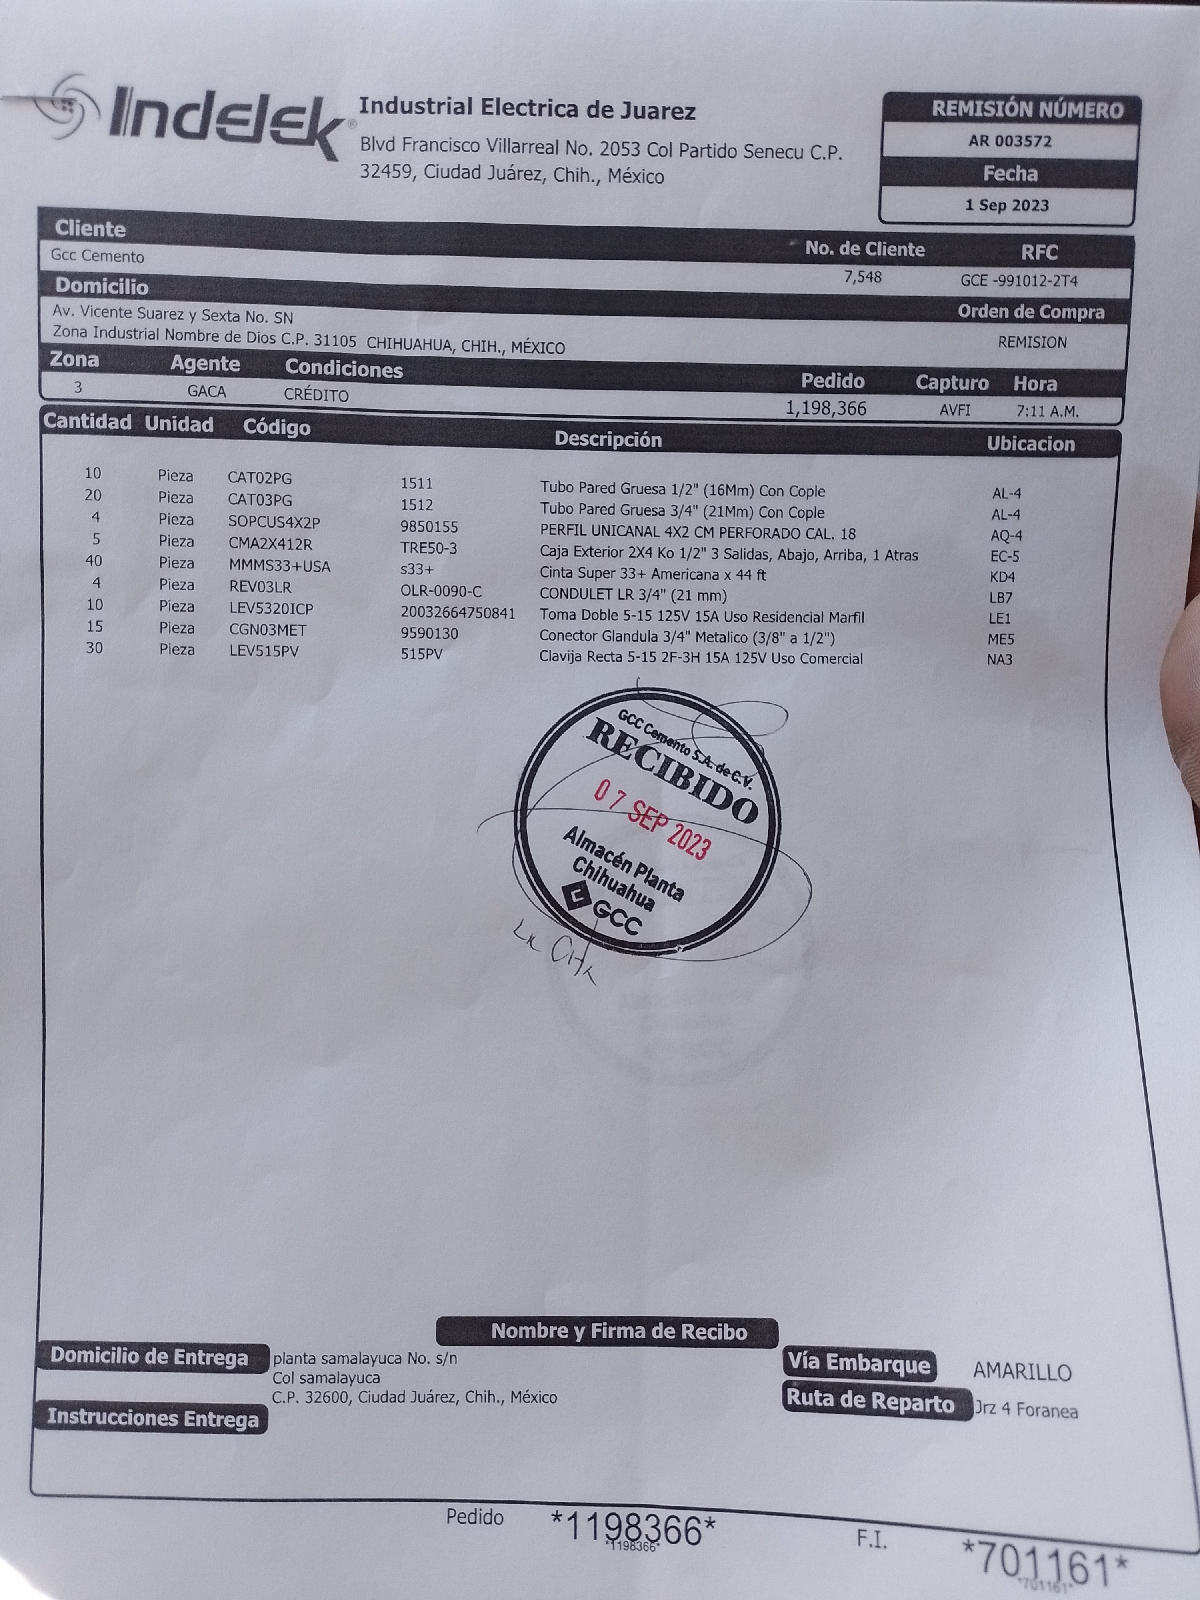 Indelek®
Industrial Electrica de Juarez
Blvd Francisco Villarreal No. 2053 Col Partido Senecu C.P.
32459, Ciudad Juárez, Chih., México
REMISIÓN NÚMERO
AR 003572
Fecha
1 Sep 2023
Cliente No. de Cliente RFC
Gcc Cemento 7,548 GCE -991012-2T4
Domicilio Orden de Compra
Av. Vicente Suarez y Sexta No. SN
Zona Industrial Nombre de Dios C.P. 31105 CHIHUAHUA, CHIH., MÉXICO REMISION
Zona Agente Condiciones Pedido Capturo Hora
3 GACA CRÉDITO 1,198,366 AVFI 7:11 A.M.
Cantidad Unidad Código Descripción Ubicacion
10 Pieza CAT02PG 1511 Tubo Pared Gruesa 1/2" (16Mm) Con Cople AL-4
20 Pieza CAT03PG 1512 Tubo Pared Gruesa 3/4" (21Mm) Con Cople AL-4
4 Pieza SOPCUS4X2P 9850155 PERFIL UNICANAL 4X2 CM PERFORADO CAL. 18 AQ-4
5 Pieza CMA2X412R TRE50-3 Caja Exterior 2X4 Ko 1/2" 3 Salidas, Abajo, Arriba, 1 Atras EC-5
40 Pieza MMMS33+USA s33+ Cinta Super 33+ Americana x 44 ft KD4
4 Pieza REV03LR OLR-0090-C CONDULET LR 3/4" (21 mm) LB7
10 Pieza LEV5320ICP 20032664750841 Toma Doble 5-15 125V 15A Uso Residencial Marfil LE1
15 Pieza CGN03MET 9590130 Conector Glandula 3/4" Metalico (3/8" a 1/2") ME5
30 Pieza LEV515PV 515PV Clavija Recta 5-15 2F-3H 15A 125V Uso Comercial NA3
GCC Cemento S.A. de C.V.
RECIBIDO
07 SEP 2023
Almacén Planta
Chihuahua
GCC
Nombre y Firma de Recibo
Domicilio de Entrega planta samalayuca No. s/n
Col samalayuca
C.P. 32600, Ciudad Juárez, Chih., México
Vía Embarque AMARILLO
Ruta de Reparto Jrz 4 Foranea
Instrucciones Entrega
Pedido *1198366*
*1198366*
F.I. *701161*
*701161*